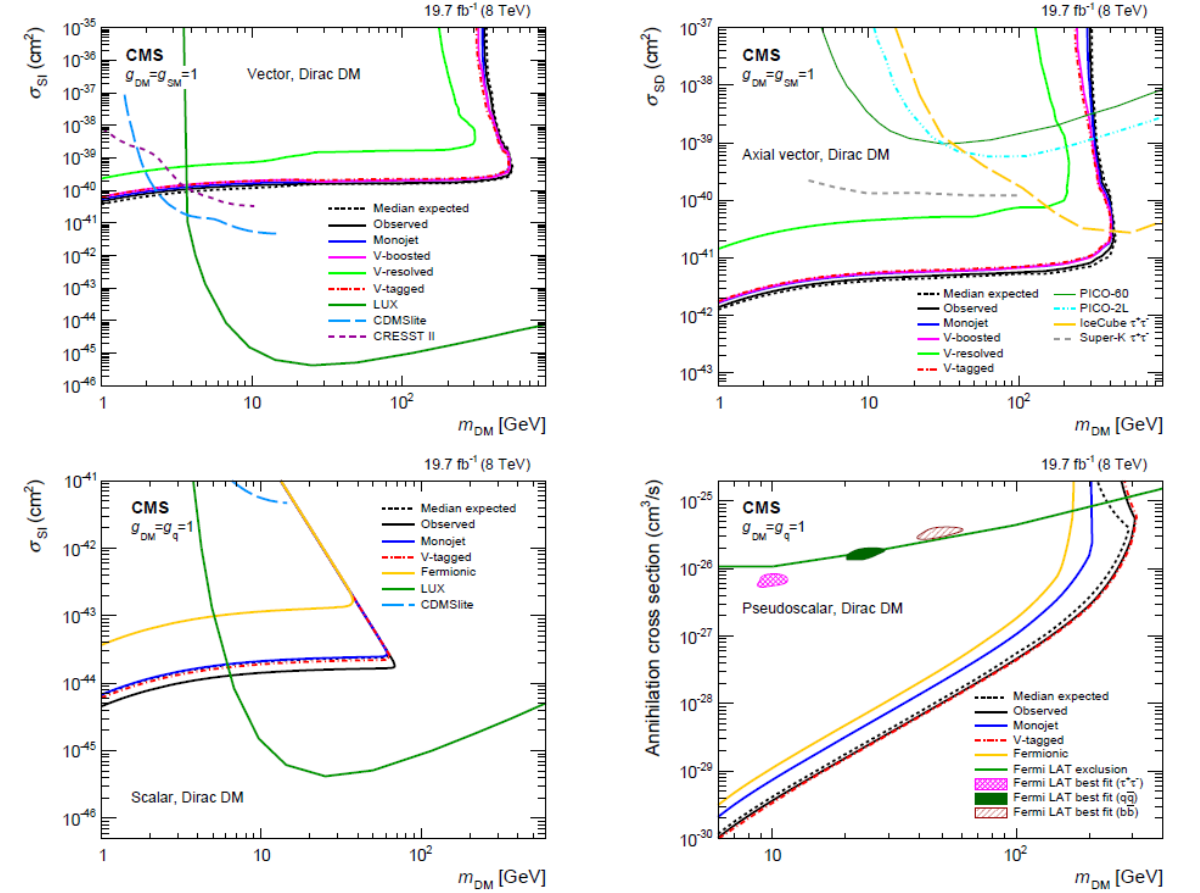 19.7 fb⁻¹ (8 TeV)
σSI (cm²)
10⁻³⁵
10⁻³⁶
10⁻³⁷
10⁻³⁸
10⁻³⁹
10⁻⁴⁰
10⁻⁴¹
10⁻⁴²
10⁻⁴³
10⁻⁴⁴
10⁻⁴⁵
10⁻⁴⁶
CMS
gDM=gSM=1
Vector, Dirac DM
Median expected
Observed
Monojet
V-boosted
V-resolved
V-tagged
LUX
CDMSlite
CRESST II
1 10 10²
mDM [GeV]
19.7 fb⁻¹ (8 TeV)
σSD (cm²)
10⁻³⁷
10⁻³⁸
10⁻³⁹
10⁻⁴⁰
10⁻⁴¹
10⁻⁴²
10⁻⁴³
CMS
gDM=gSM=1
Axial vector, Dirac DM
Median expected
Observed
Monojet
V-boosted
V-resolved
V-tagged
PICO-60
PICO-2L
IceCube τ⁺τ⁻
Super-K τ⁺τ⁻
1 10 10²
mDM [GeV]
19.7 fb⁻¹ (8 TeV)
σSI (cm²)
10⁻⁴¹
10⁻⁴²
10⁻⁴³
10⁻⁴⁴
10⁻⁴⁵
10⁻⁴⁶
CMS
gDM=gq=1
Median expected
Observed
Monojet
V-tagged
Fermionic
LUX
CDMSlite
Scalar, Dirac DM
1 10 10²
mDM [GeV]
19.7 fb⁻¹ (8 TeV)
Annihilation cross section (cm³/s)
10⁻²⁵
10⁻²⁶
10⁻²⁷
10⁻²⁸
10⁻²⁹
10⁻³⁰
CMS
gDM=gq=1
Pseudoscalar, Dirac DM
Median expected
Observed
Monojet
V-tagged
Fermionic
Fermi LAT exclusion
Fermi LAT best fit (τ⁺τ⁻)
Fermi LAT best fit (qq̄)
Fermi LAT best fit (bb̄)
10 10²
mDM [GeV]